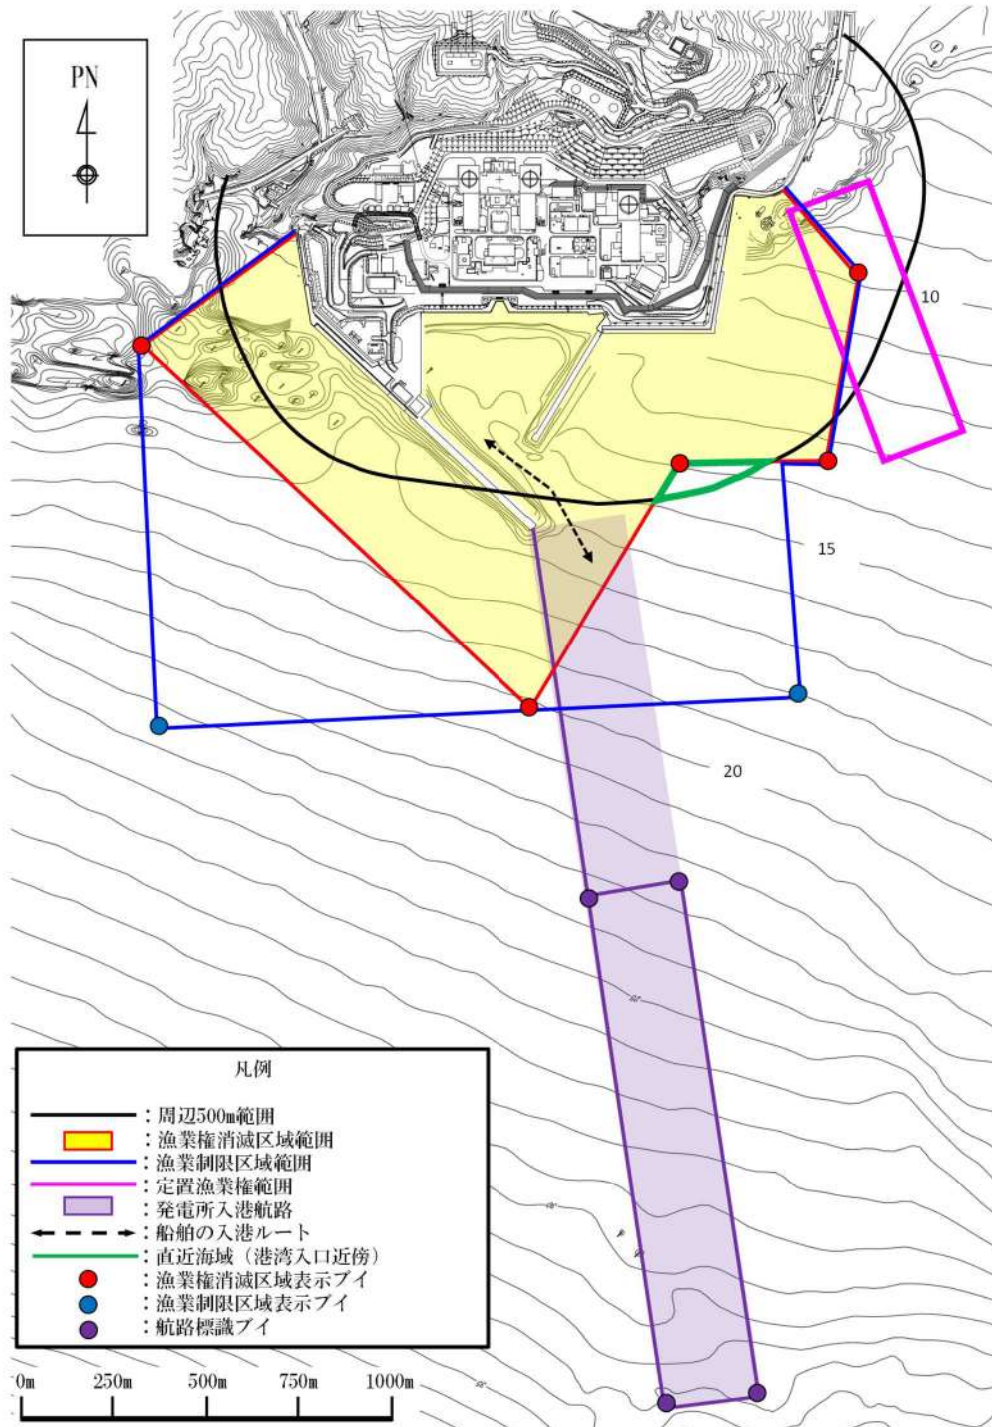 PN
10
15
20
凡例
：周辺500m範囲
：漁業権消滅区域範囲
：漁業制限区域範囲
：定置漁業権範囲
：発電所入港航路
：船舶の入港ルート
：直近海域（港湾入口近傍）
：漁業権消滅区域表示ブイ
：漁業制限区域表示ブイ
：航路標識ブイ
0m 250m 500m 750m 1000m